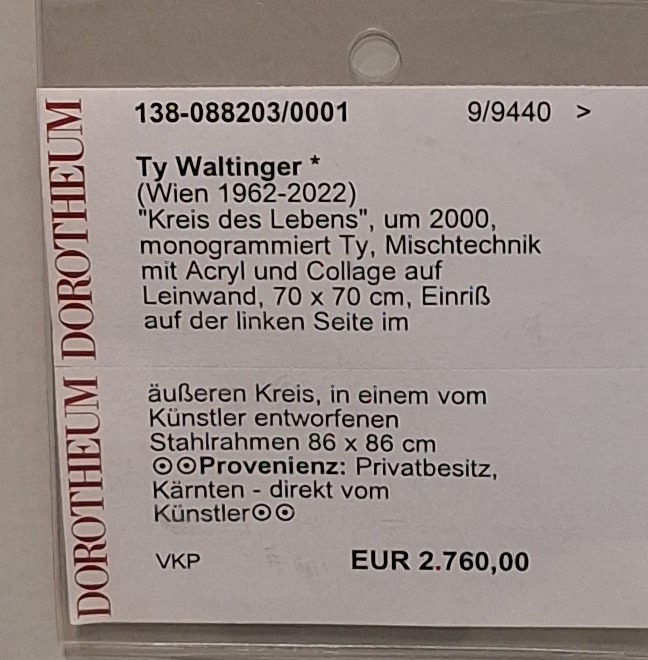 DOROTHEUM DOROTHEUM
138-088203/0001 9/9440 >
Ty Waltinger *
(Wien 1962-2022)
"Kreis des Lebens", um 2000,
monogrammiert Ty, Mischtechnik
mit Acryl und Collage auf
Leinwand, 70 x 70 cm, Einriß
auf der linken Seite im
äußeren Kreis, in einem vom
Künstler entworfenen
Stahlrahmen 86 x 86 cm
⊙⊙Provenienz: Privatbesitz,
Kärnten - direkt vom
Künstler⊙⊙
VKP EUR 2.760,00